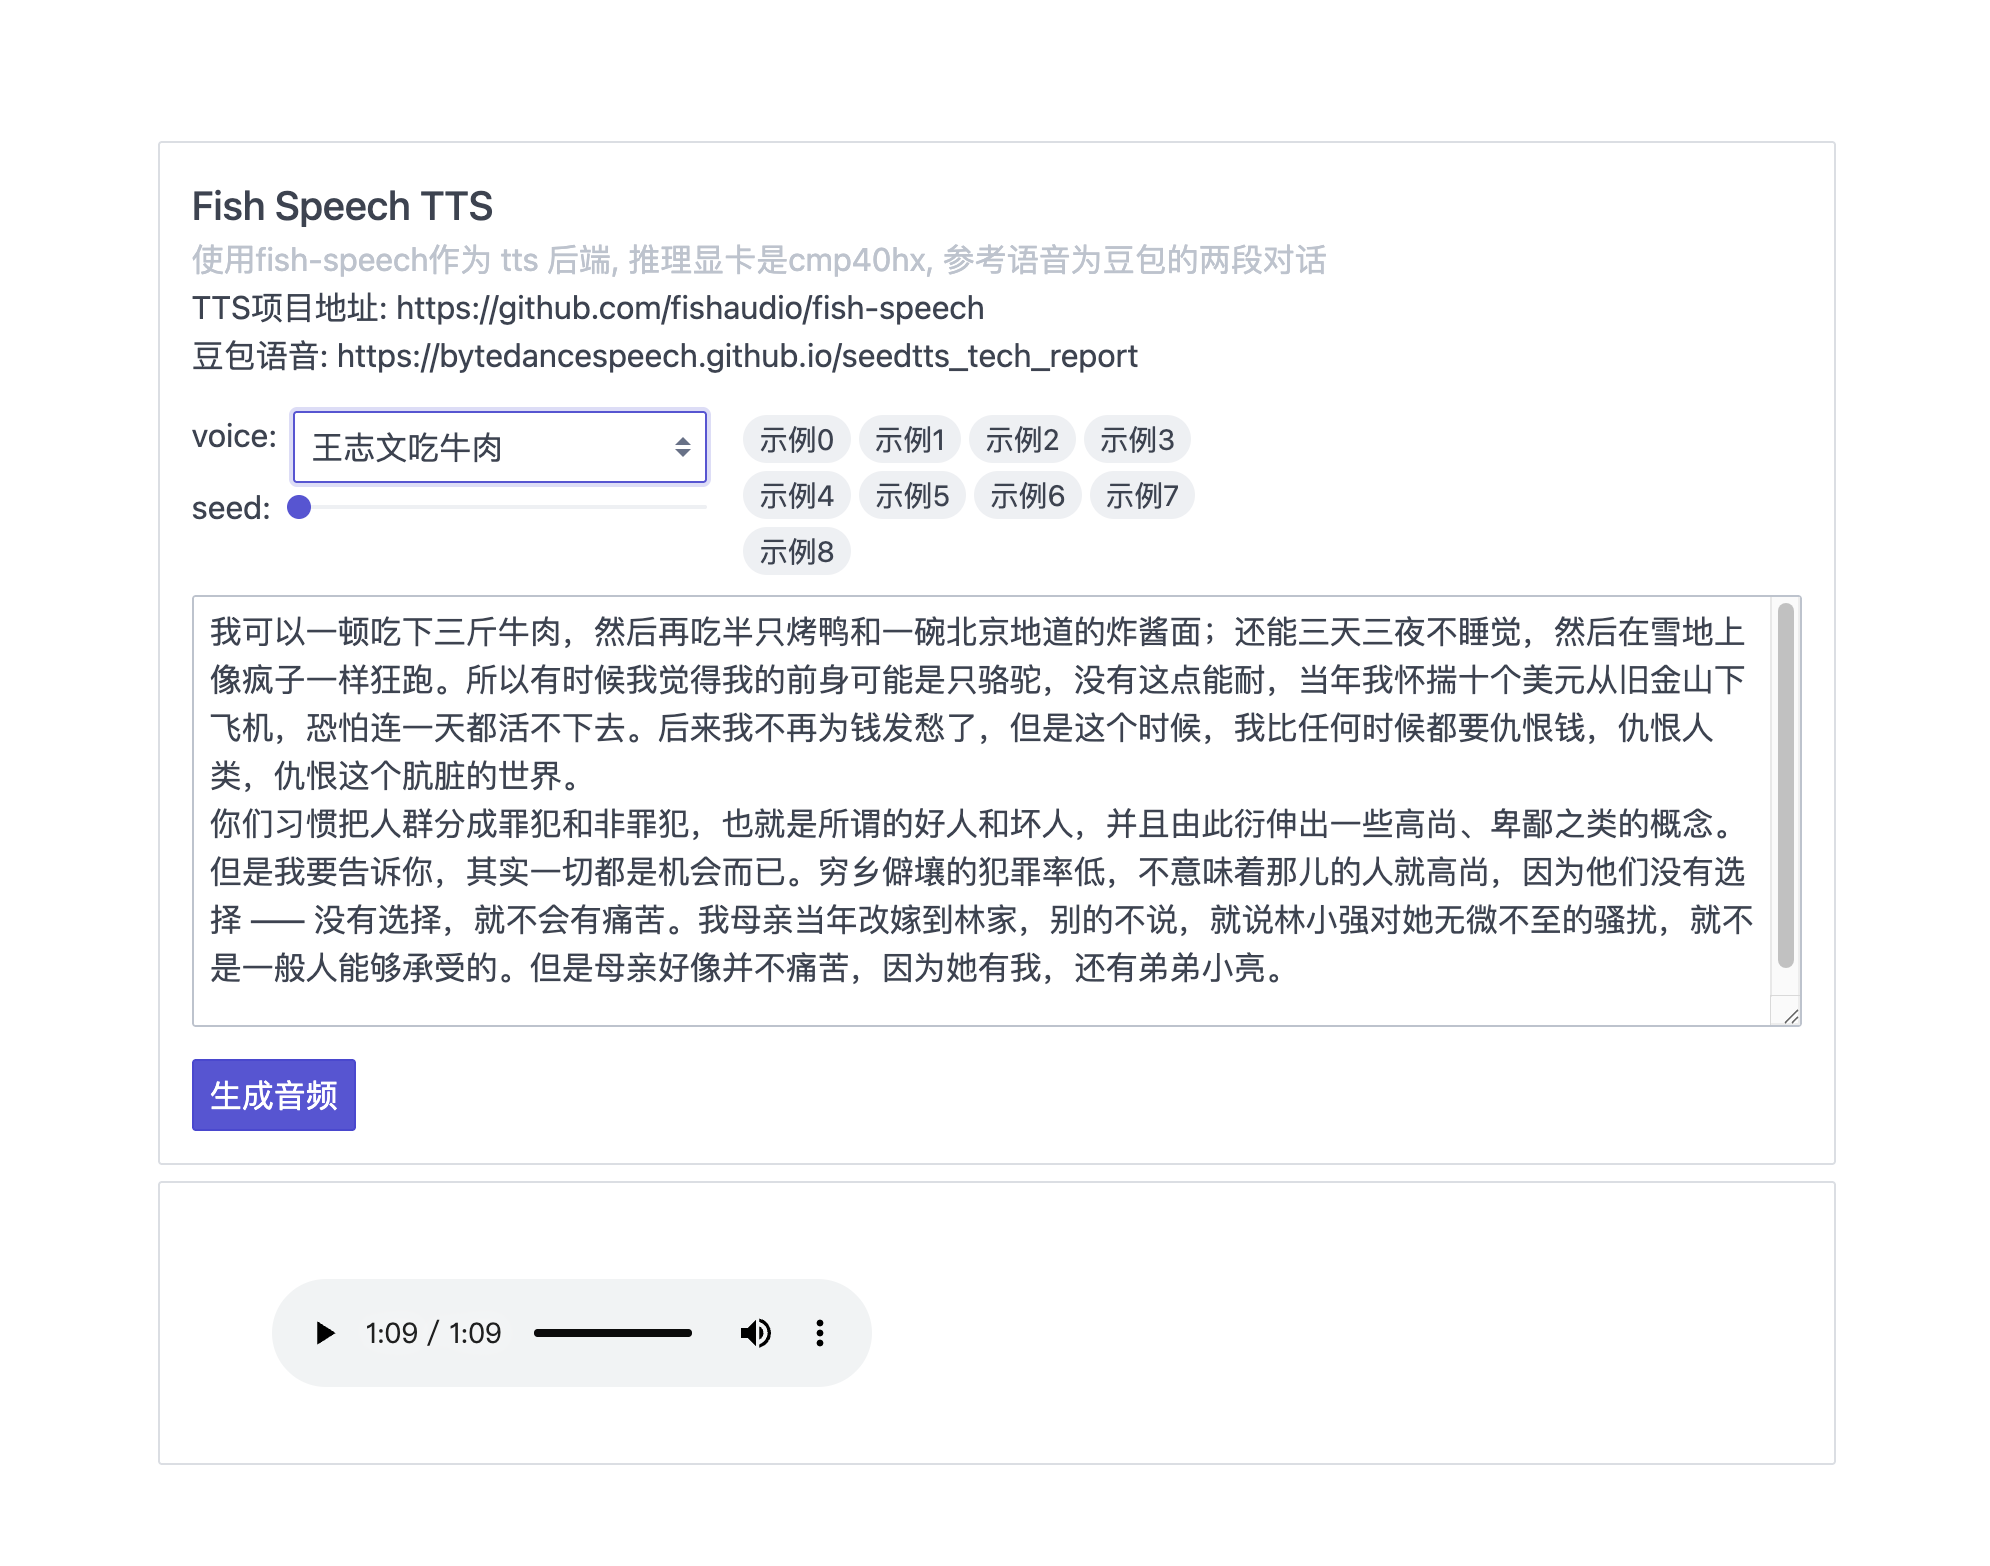 Fish Speech TTS
使用fish-speech作为 tts 后端, 推理显卡是cmp40hx, 参考语音为豆包的两段对话
TTS项目地址: https://github.com/fishaudio/fish-speech
豆包语音: https://bytedancespeech.github.io/seedtts_tech_report
voice: 王志文吃牛肉
seed:
示例0 示例1 示例2 示例3
示例4 示例5 示例6 示例7
示例8
我可以一顿吃下三斤牛肉，然后再吃半只烤鸭和一碗北京地道的炸酱面；还能三天三夜不睡觉，然后在雪地上
像疯子一样狂跑。所以有时候我觉得我的前身可能是只骆驼，没有这点能耐，当年我怀揣十个美元从旧金山下
飞机，恐怕连一天都活不下去。后来我不再为钱发愁了，但是这个时候，我比任何时候都要仇恨钱，仇恨人
类，仇恨这个肮脏的世界。
你们习惯把人群分成罪犯和非罪犯，也就是所谓的好人和坏人，并且由此衍伸出一些高尚、卑鄙之类的概念。
但是我要告诉你，其实一切都是机会而已。穷乡僻壤的犯罪率低，不意味着那儿的人就高尚，因为他们没有选
择 —— 没有选择，就不会有痛苦。我母亲当年改嫁到林家，别的不说，就说林小强对她无微不至的骚扰，就不
是一般人能够承受的。但是母亲好像并不痛苦，因为她有我，还有弟弟小亮。
生成音频
1:09 / 1:09